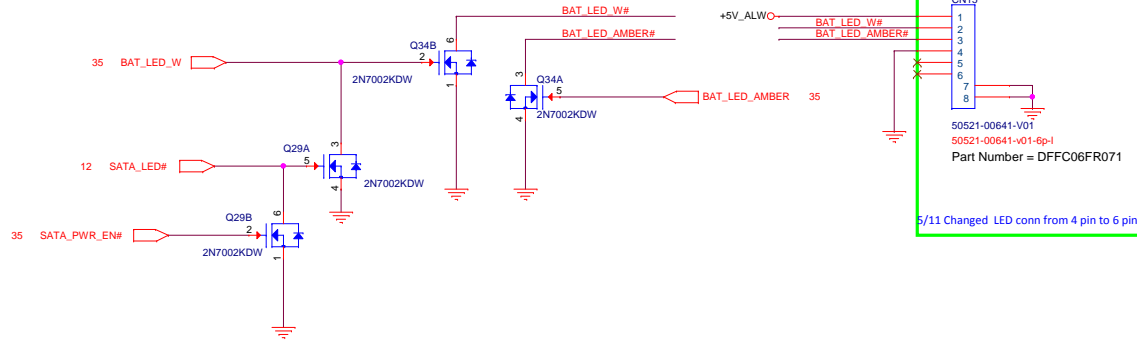 CN15
BAT_LED_W#
+5V_ALW
BAT_LED_W#
1
2
BAT_LED_AMBER#
BAT_LED_AMBER#
3
4
5
6
7
8
6
Q34B
2
1
2N7002KDW
35 BAT_LED_W
3
Q34A
5
4
2N7002KDW
BAT_LED_AMBER 35
50521-00641-V01
50521-00641-v01-6p-l
Part Number = DFFC06FR071
Q29A
3
5
4
2N7002KDW
12 SATA_LED#
6
Q29B
2
1
2N7002KDW
35 SATA_PWR_EN#
5/11 Changed LED conn from 4 pin to 6 pin